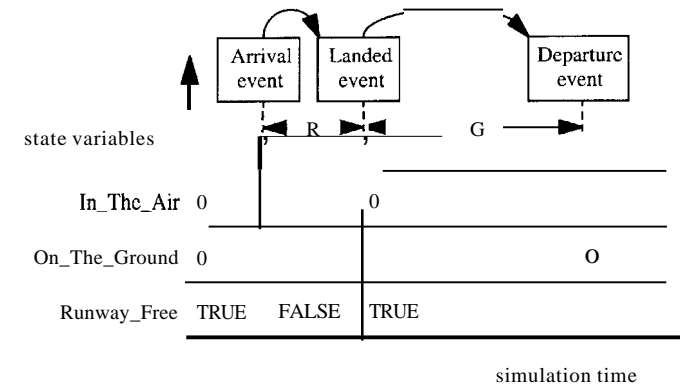 Arrival event
Landed event
Departure event
R
G
state variables
In_The_Air 0 0
On_The_Ground 0 O
Runway_Free TRUE FALSE TRUE
simulation time